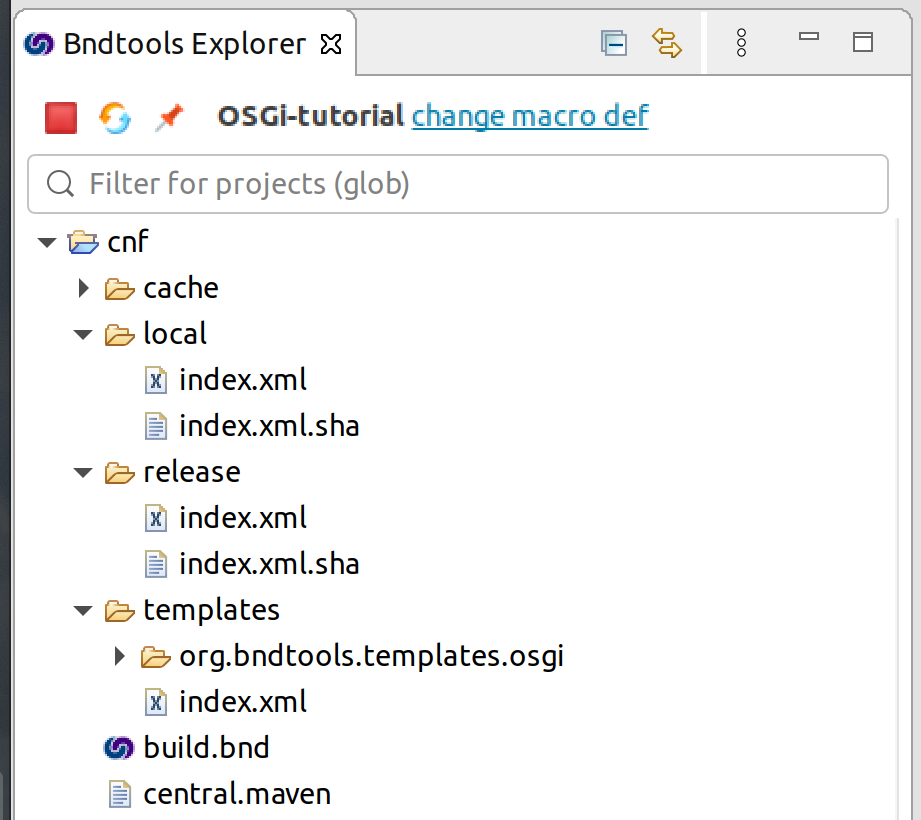 Bndtools Explorer
OSGi-tutorial change macro def
Filter for projects (glob)
cnf
cache
local
index.xml
index.xml.sha
release
index.xml
index.xml.sha
templates
org.bndtools.templates.osgi
index.xml
build.bnd
central.maven